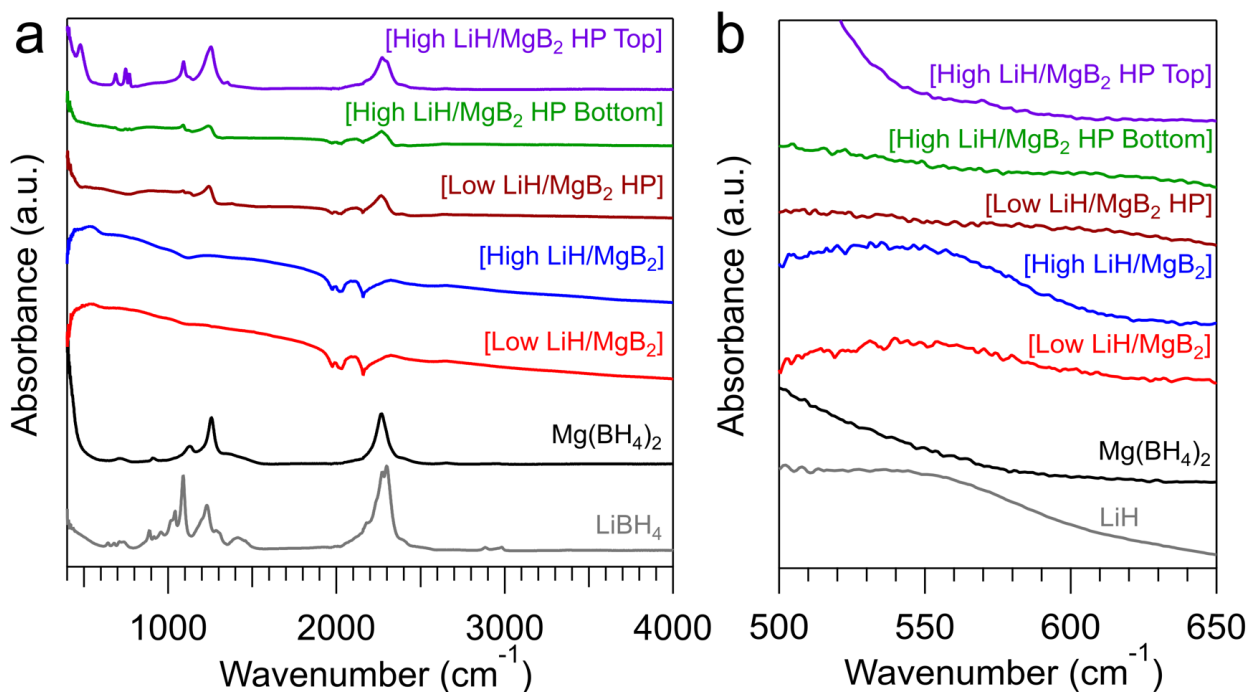 a
[High LiH/MgB₂ HP Top]
[High LiH/MgB₂ HP Bottom]
[Low LiH/MgB₂ HP]
[High LiH/MgB₂]
[Low LiH/MgB₂]
Mg(BH₄)₂
LiBH₄
Absorbance (a.u.)
1000 2000 3000 4000
Wavenumber (cm⁻¹)
b
[High LiH/MgB₂ HP Top]
[High LiH/MgB₂ HP Bottom]
[Low LiH/MgB₂ HP]
[High LiH/MgB₂]
[Low LiH/MgB₂]
Mg(BH₄)₂
LiH
Absorbance (a.u.)
500 550 600 650
Wavenumber (cm⁻¹)